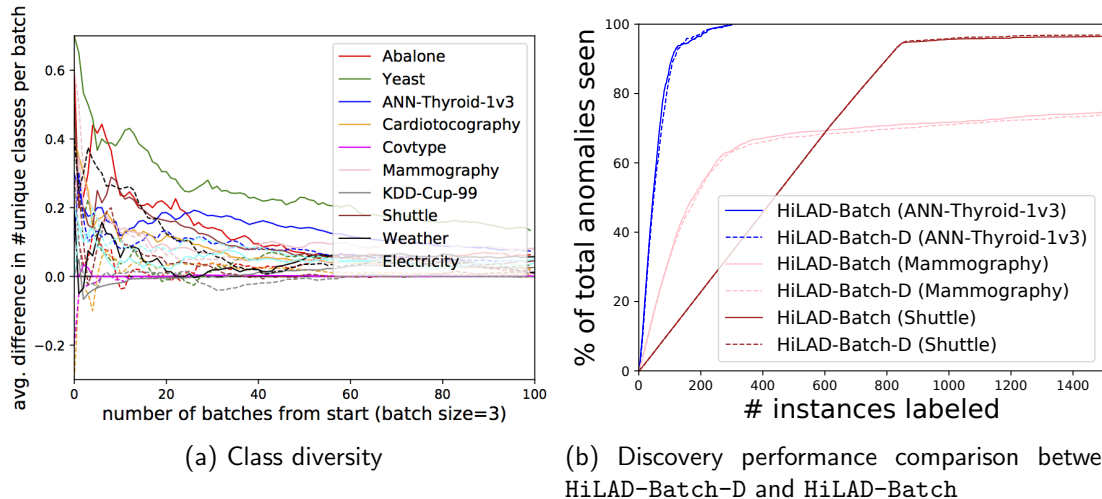 avg. difference in #unique classes per batch
0.6
0.4
0.2
0.0
−0.2
0
20
40
60
80
100
number of batches from start (batch size=3)
Abalone
Yeast
ANN-Thyroid-1v3
Cardiotocography
Covtype
Mammography
KDD-Cup-99
Shuttle
Weather
Electricity
(a) Class diversity
% of total anomalies seen
100
80
60
40
20
0
0
200
400
600
800
1000
1200
1400
# instances labeled
HiLAD-Batch (ANN-Thyroid-1v3)
HiLAD-Batch-D (ANN-Thyroid-1v3)
HiLAD-Batch (Mammography)
HiLAD-Batch-D (Mammography)
HiLAD-Batch (Shuttle)
HiLAD-Batch-D (Shuttle)
(b) Discovery performance comparison betwe
HiLAD-Batch-D and HiLAD-Batch